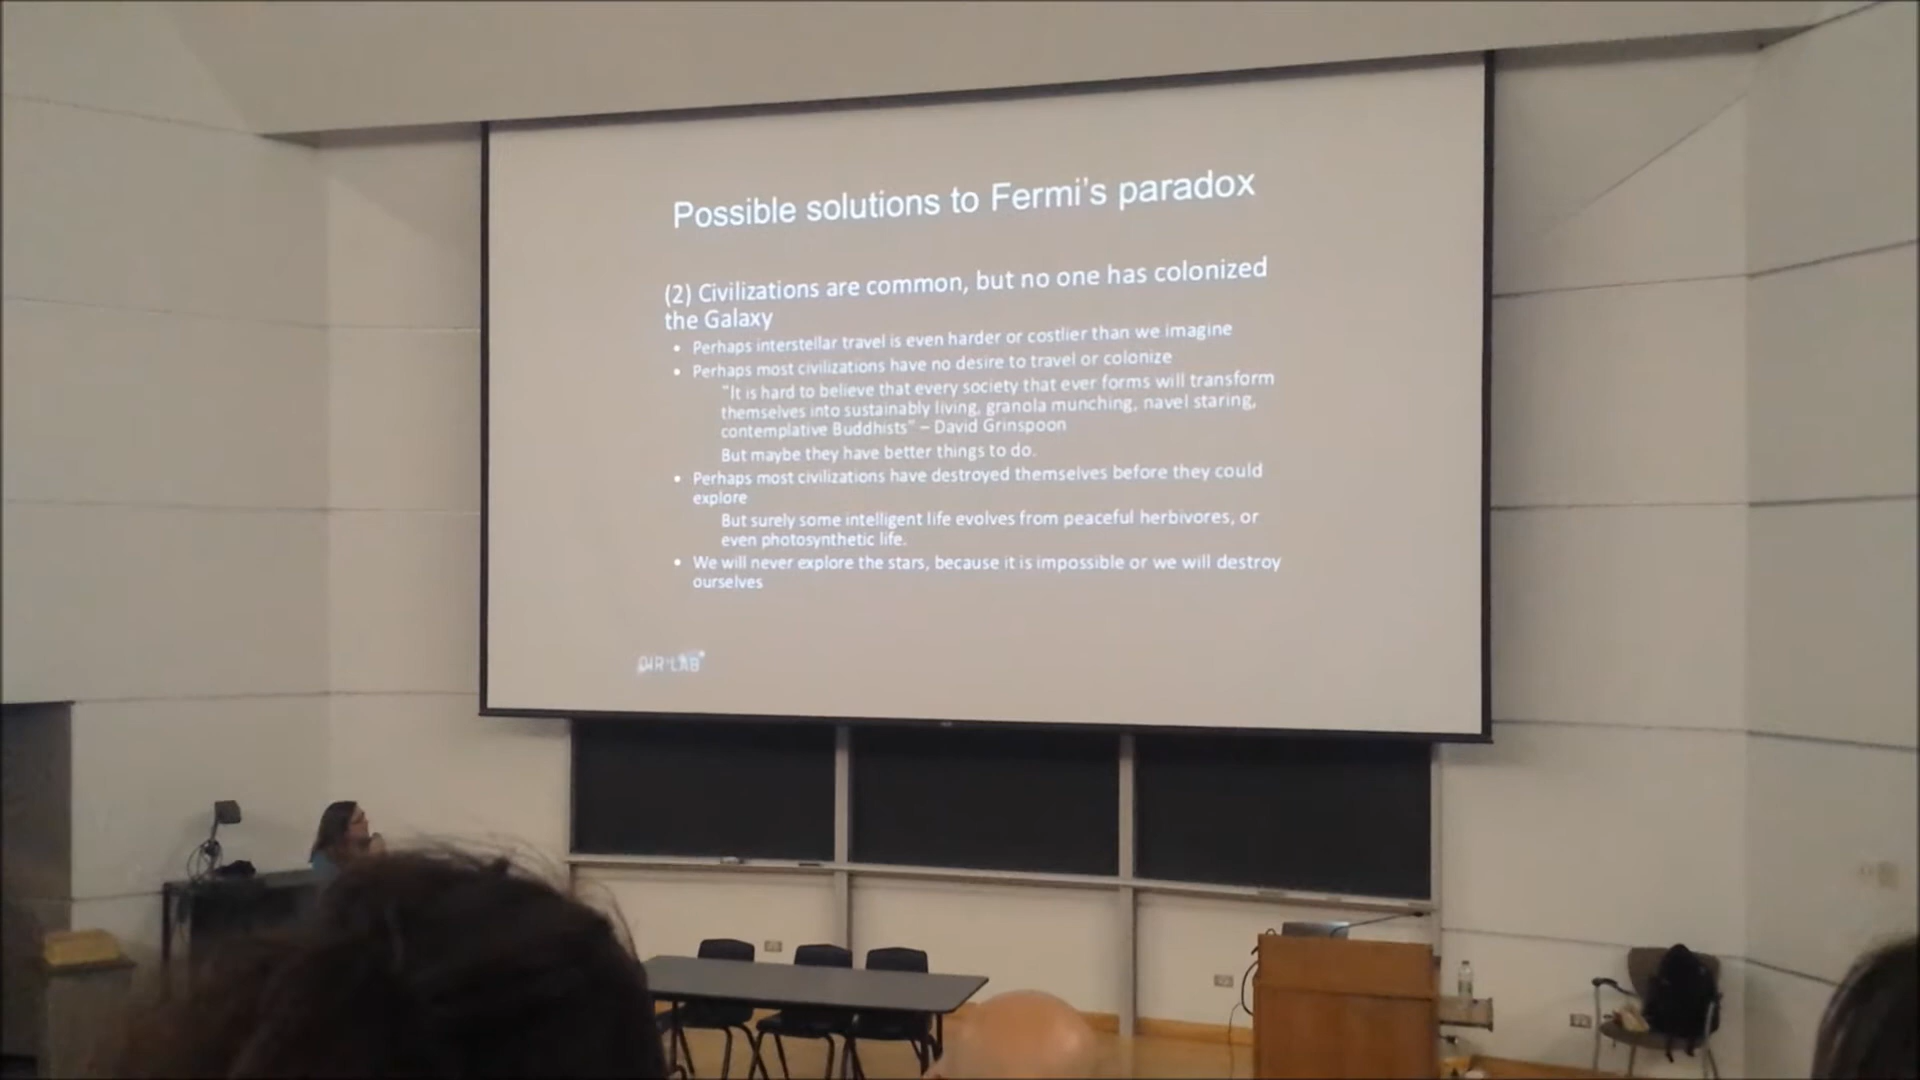 Possible solutions to Fermi's paradox
(2) Civilizations are common, but no one has colonized
the Galaxy
• Perhaps interstellar travel is even harder or costlier than we imagine
• Perhaps most civilizations have no desire to travel or colonize
"It is hard to believe that every society that ever forms will transform
themselves into sustainably living, granola munching, navel staring,
contemplative Buddhists" – David Grinspoon
But maybe they have better things to do.
• Perhaps most civilizations have destroyed themselves before they could
explore
But surely some intelligent life evolves from peaceful herbivores, or
even photosynthetic life.
• We will never explore the stars, because it is impossible or we will destroy
ourselves